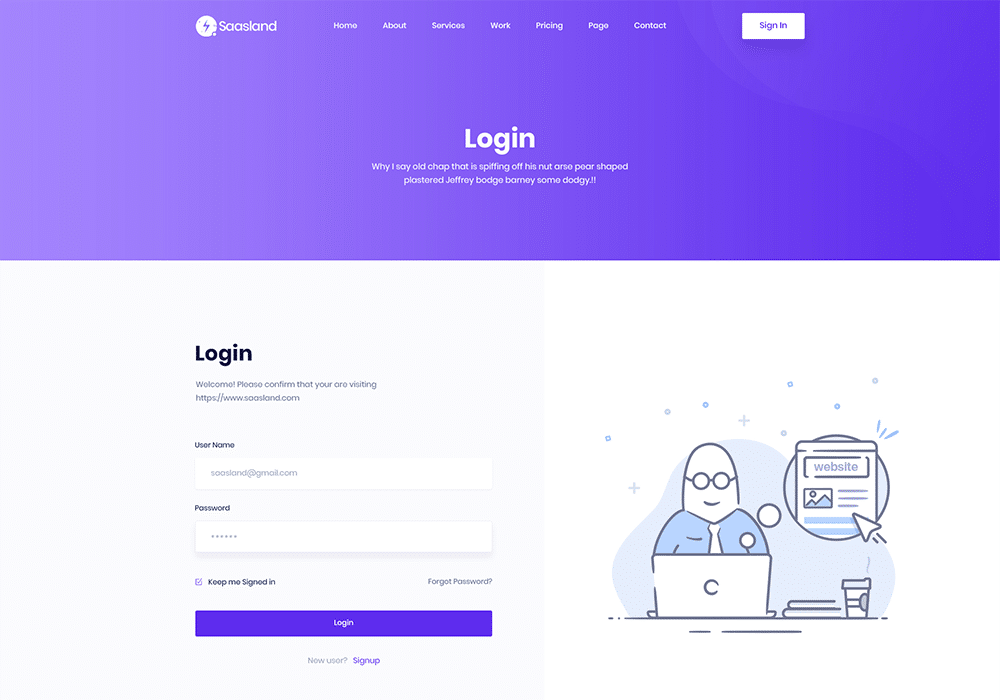 Saasland
Home About Services Work Pricing Page Contact Sign In
Login
Why I say old chap that is spiffing off his nut arse pear shaped
plastered Jeffrey bodge barney some dodgy.!!
Login
Welcome! Please confirm that your are visiting
https://www.saasland.com
User Name
saasland@gmail.com
Password
******
Keep me Signed in Forgot Password?
Login
New user? Signup
website